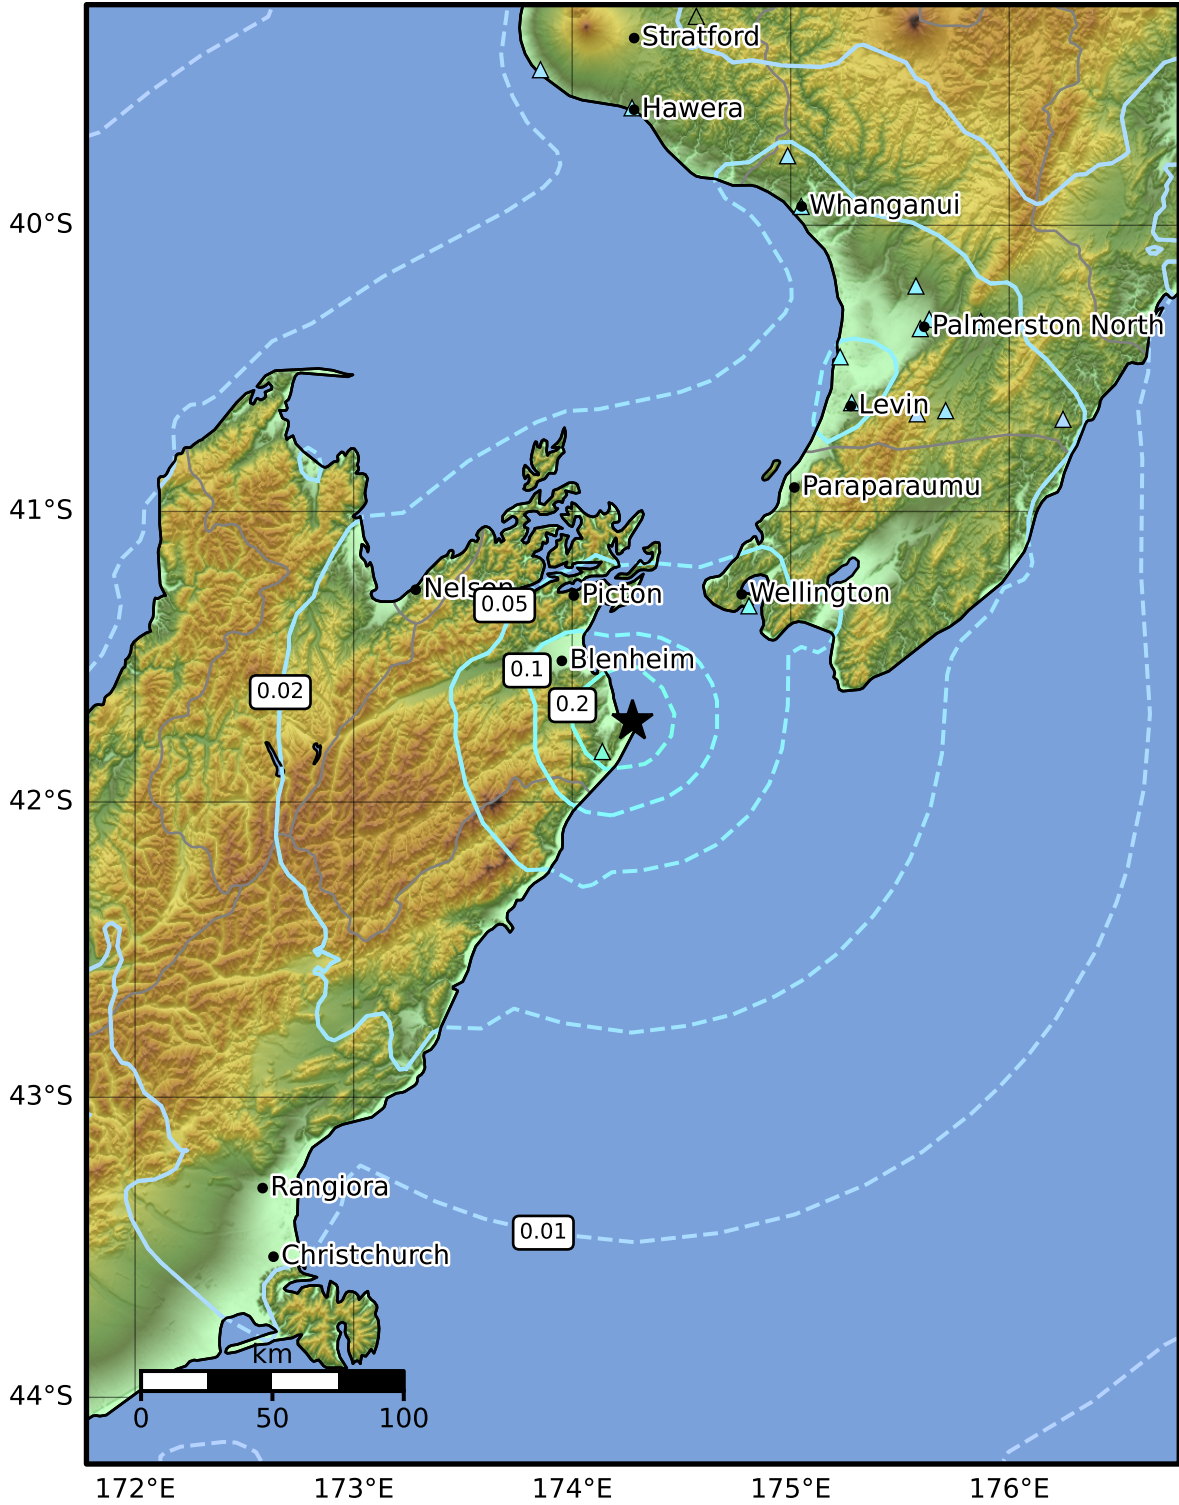 Stratford
Hawera
Whanganui
40°S
Palmerston North
Levin
Paraparaumu
41°S
Nelson
Picton
Wellington
0.05
Blenheim
0.1
0.02
0.2
42°S
43°S
Rangiora
0.01
Christchurch
km
44°S
0 50 100
172°E 173°E 174°E 175°E 176°E